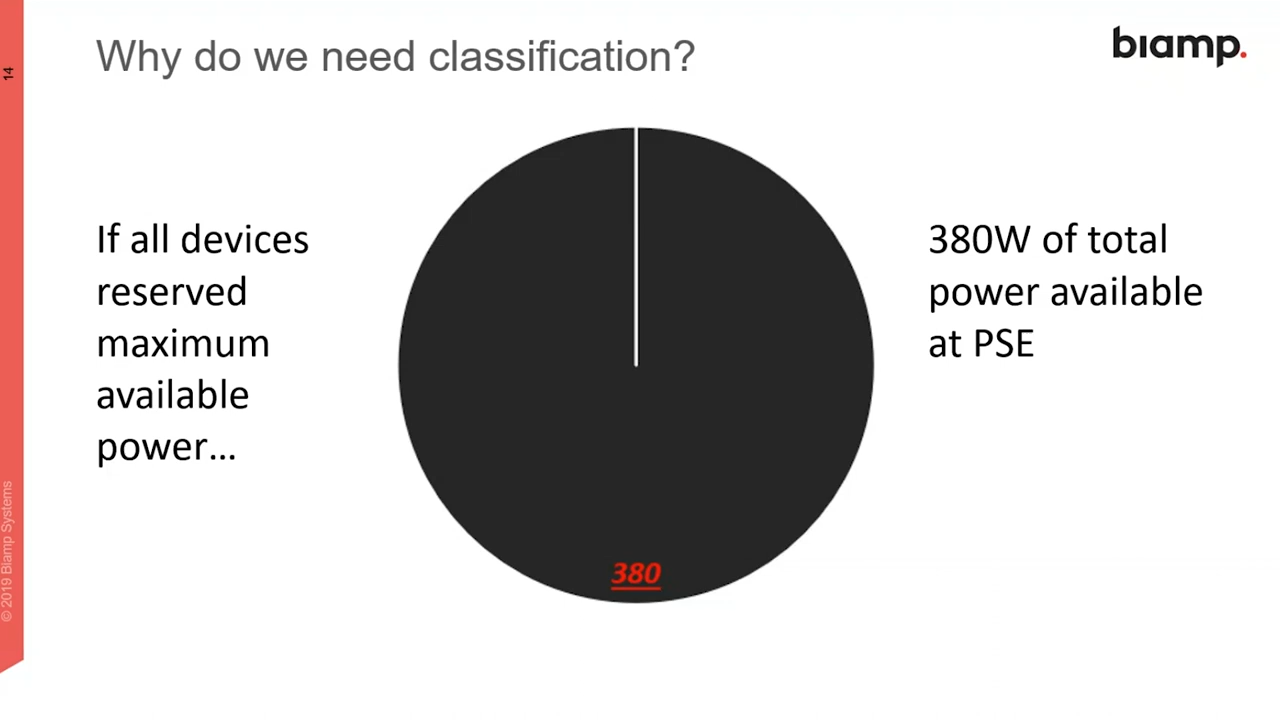 Why do we need classification?
biamp.
14
If all devices
reserved
maximum
available
power…
380W of total
power available
at PSE
380
© 2019 Biamp Systems